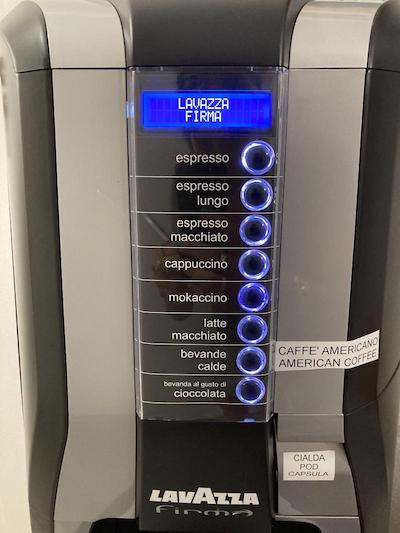 LAVAZZA
FIRMA
espresso
espresso
lungo
espresso
macchiato
cappuccino
mokaccino
latte
macchiato
bevande
calde
CAFFE' AMERICANO
AMERICAN COFFEE
bevanda al gusto di
cioccolata
CIALDA
POD
CAPSULA
LAVAZZA
firma